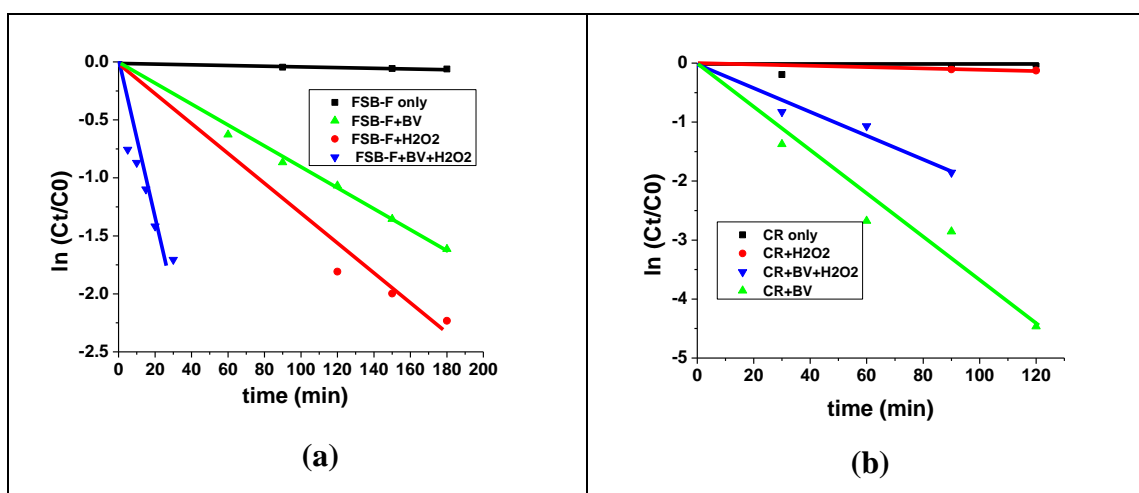 0.0
-0.5
-1.0
-1.5
-2.0
-2.5
ln (Ct/C0)
FSB-F only
FSB-F+BV
FSB-F+H2O2
FSB-F+BV+H2O2
0 20 40 60 80 100 120 140 160 180 200
time (min)
(a)
0
-1
-2
-3
-4
-5
ln (Ct/C0)
CR only
CR+H2O2
CR+BV+H2O2
CR+BV
0 20 40 60 80 100 120
time (min)
(b)